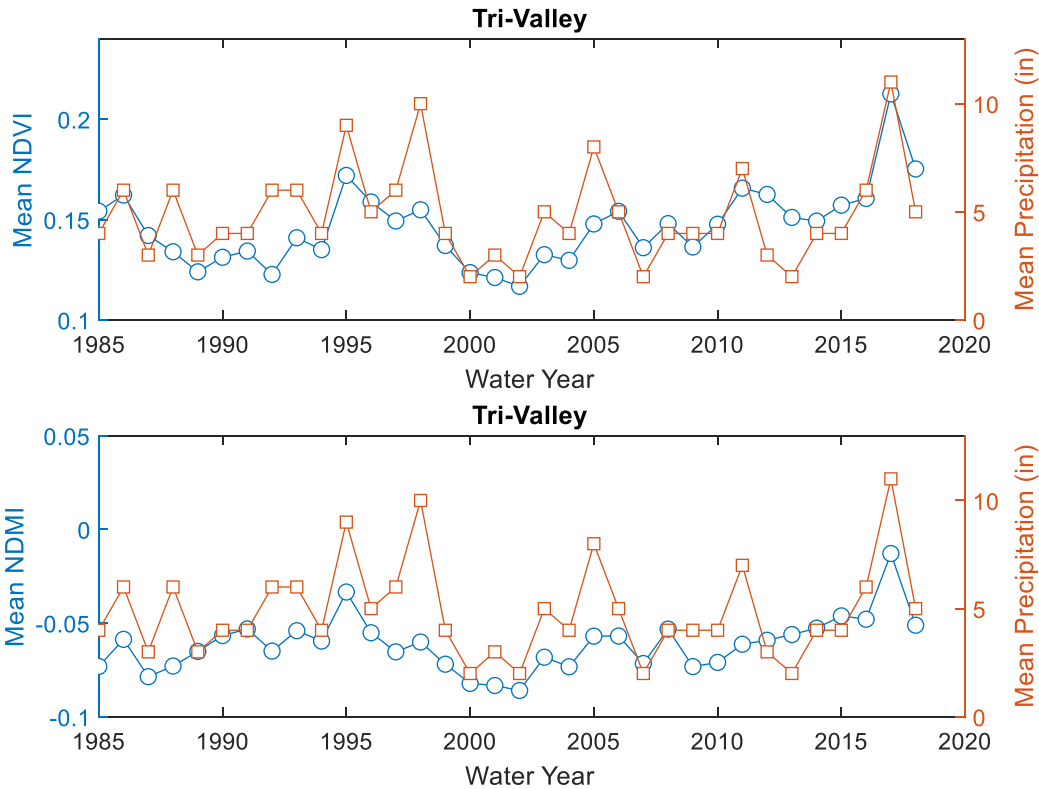 Tri-Valley
Mean NDVI
0.2
0.15
0.1
Mean Precipitation (in)
10
5
0
1985 1990 1995 2000 2005 2010 2015 2020
Water Year
Tri-Valley
Mean NDMI
0.05
0
-0.05
-0.1
Mean Precipitation (in)
10
5
0
1985 1990 1995 2000 2005 2010 2015 2020
Water Year